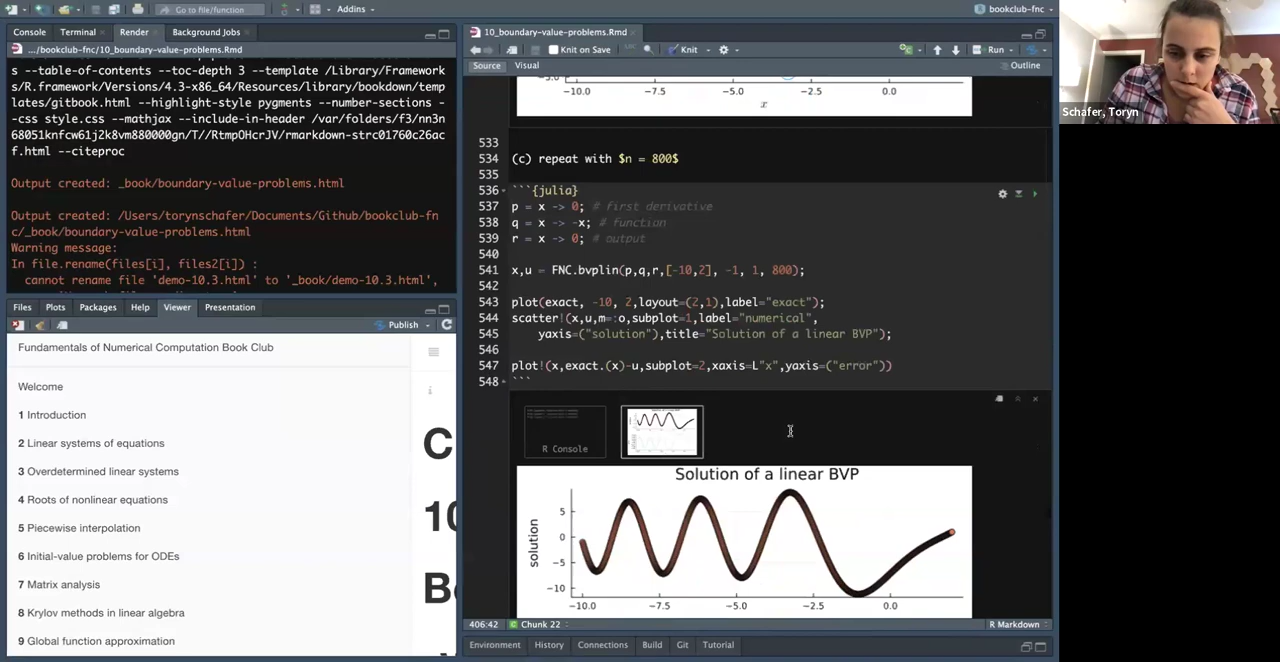 Go to file/function
Addins
bookclub-fnc
Console
Terminal
Render
Background Jobs
.../bookclub-fnc/10_boundary-value-problems.Rmd
s --table-of-contents --toc-depth 3 --template /Library/Framework
s/R.framework/Versions/4.3-x86_64/Resources/library/bookdown/temp
lates/gitbook.html --highlight-style pygments --number-sections -
-css style.css --mathjax --include-in-header /var/folders/f3/nn3n
68051knfcw61j2k8vm880000gn/T//RtmpOHcrJV/rmarkdown-strc01760c26ac
f.html --citeproc
Output created: _book/boundary-value-problems.html
Output created: /Users/torynschafer/Documents/Github/bookclub-fn
c/_book/boundary-value-problems.html
Warning message:
In file.rename(files[i], files2[i]) :
cannot rename file 'demo-10.3.html' to '_book/demo-10.3.html',
Files
Plots
Packages
Help
Viewer
Presentation
Publish
Fundamentals of Numerical Computation Book Club
Welcome
1 Introduction
2 Linear systems of equations
3 Overdetermined linear systems
4 Roots of nonlinear equations
5 Piecewise interpolation
6 Initial-value problems for ODEs
7 Matrix analysis
8 Krylov methods in linear algebra
9 Global function approximation
C
10
B
10_boundary-value-problems.Rmd
Knit on Save
Knit
Run
Source
Visual
Outline
-10.0 -7.5 -5.0 -2.5 0.0
x
533
534 (c) repeat with $n = 800$
535
536 ```{julia}
537 p = x -> 0; # first derivative
538 q = x -> -x; # function
539 r = x -> 0; # output
540
541 x,u = FNC.bvplin(p,q,r,[-10,2], -1, 1, 800);
542
543 plot(exact, -10, 2,layout=(2,1),label="exact");
544 scatter!(x,u,m=:o,subplot=1,label="numerical",
545 yaxis=("solution"),title="Solution of a linear BVP");
546
547 plot!(x,exact.(x)-u,subplot=2,xaxis=L"x",yaxis=("error"))
548 ```
R Console
Solution of a linear BVP
solution
5
0
-5
-10
-10.0 -7.5 -5.0 -2.5 0.0
406:42
Chunk 22
R Markdown
Environment
History
Connections
Build
Git
Tutorial
Schafer, Toryn